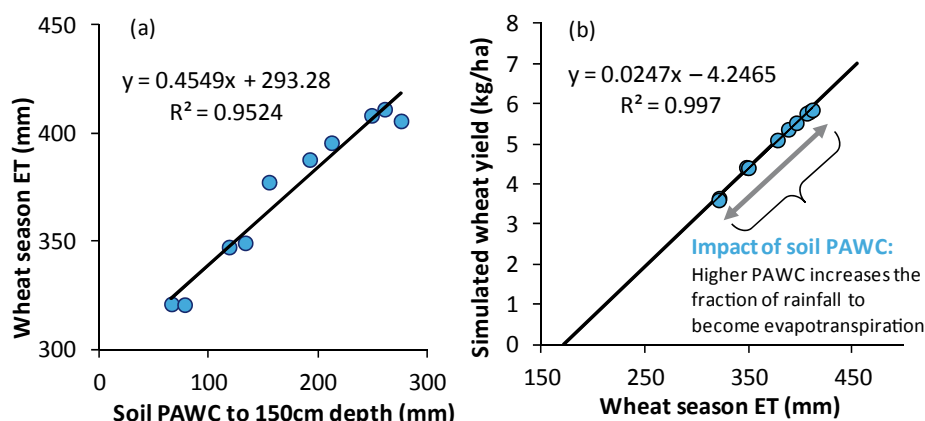 (a)
y = 0.4549x + 293.28
R² = 0.9524
Wheat season ET (mm)
450
400
350
300
0
100
200
300
Soil PAWC to 150cm depth (mm)
(b)
y = 0.0247x – 4.2465
R² = 0.997
Simulated wheat yield (kg/ha)
8
7
6
5
4
3
2
1
0
Impact of soil PAWC:
Higher PAWC increases the
fraction of rainfall to
become evapotranspiration
150
250
350
450
Wheat season ET (mm)